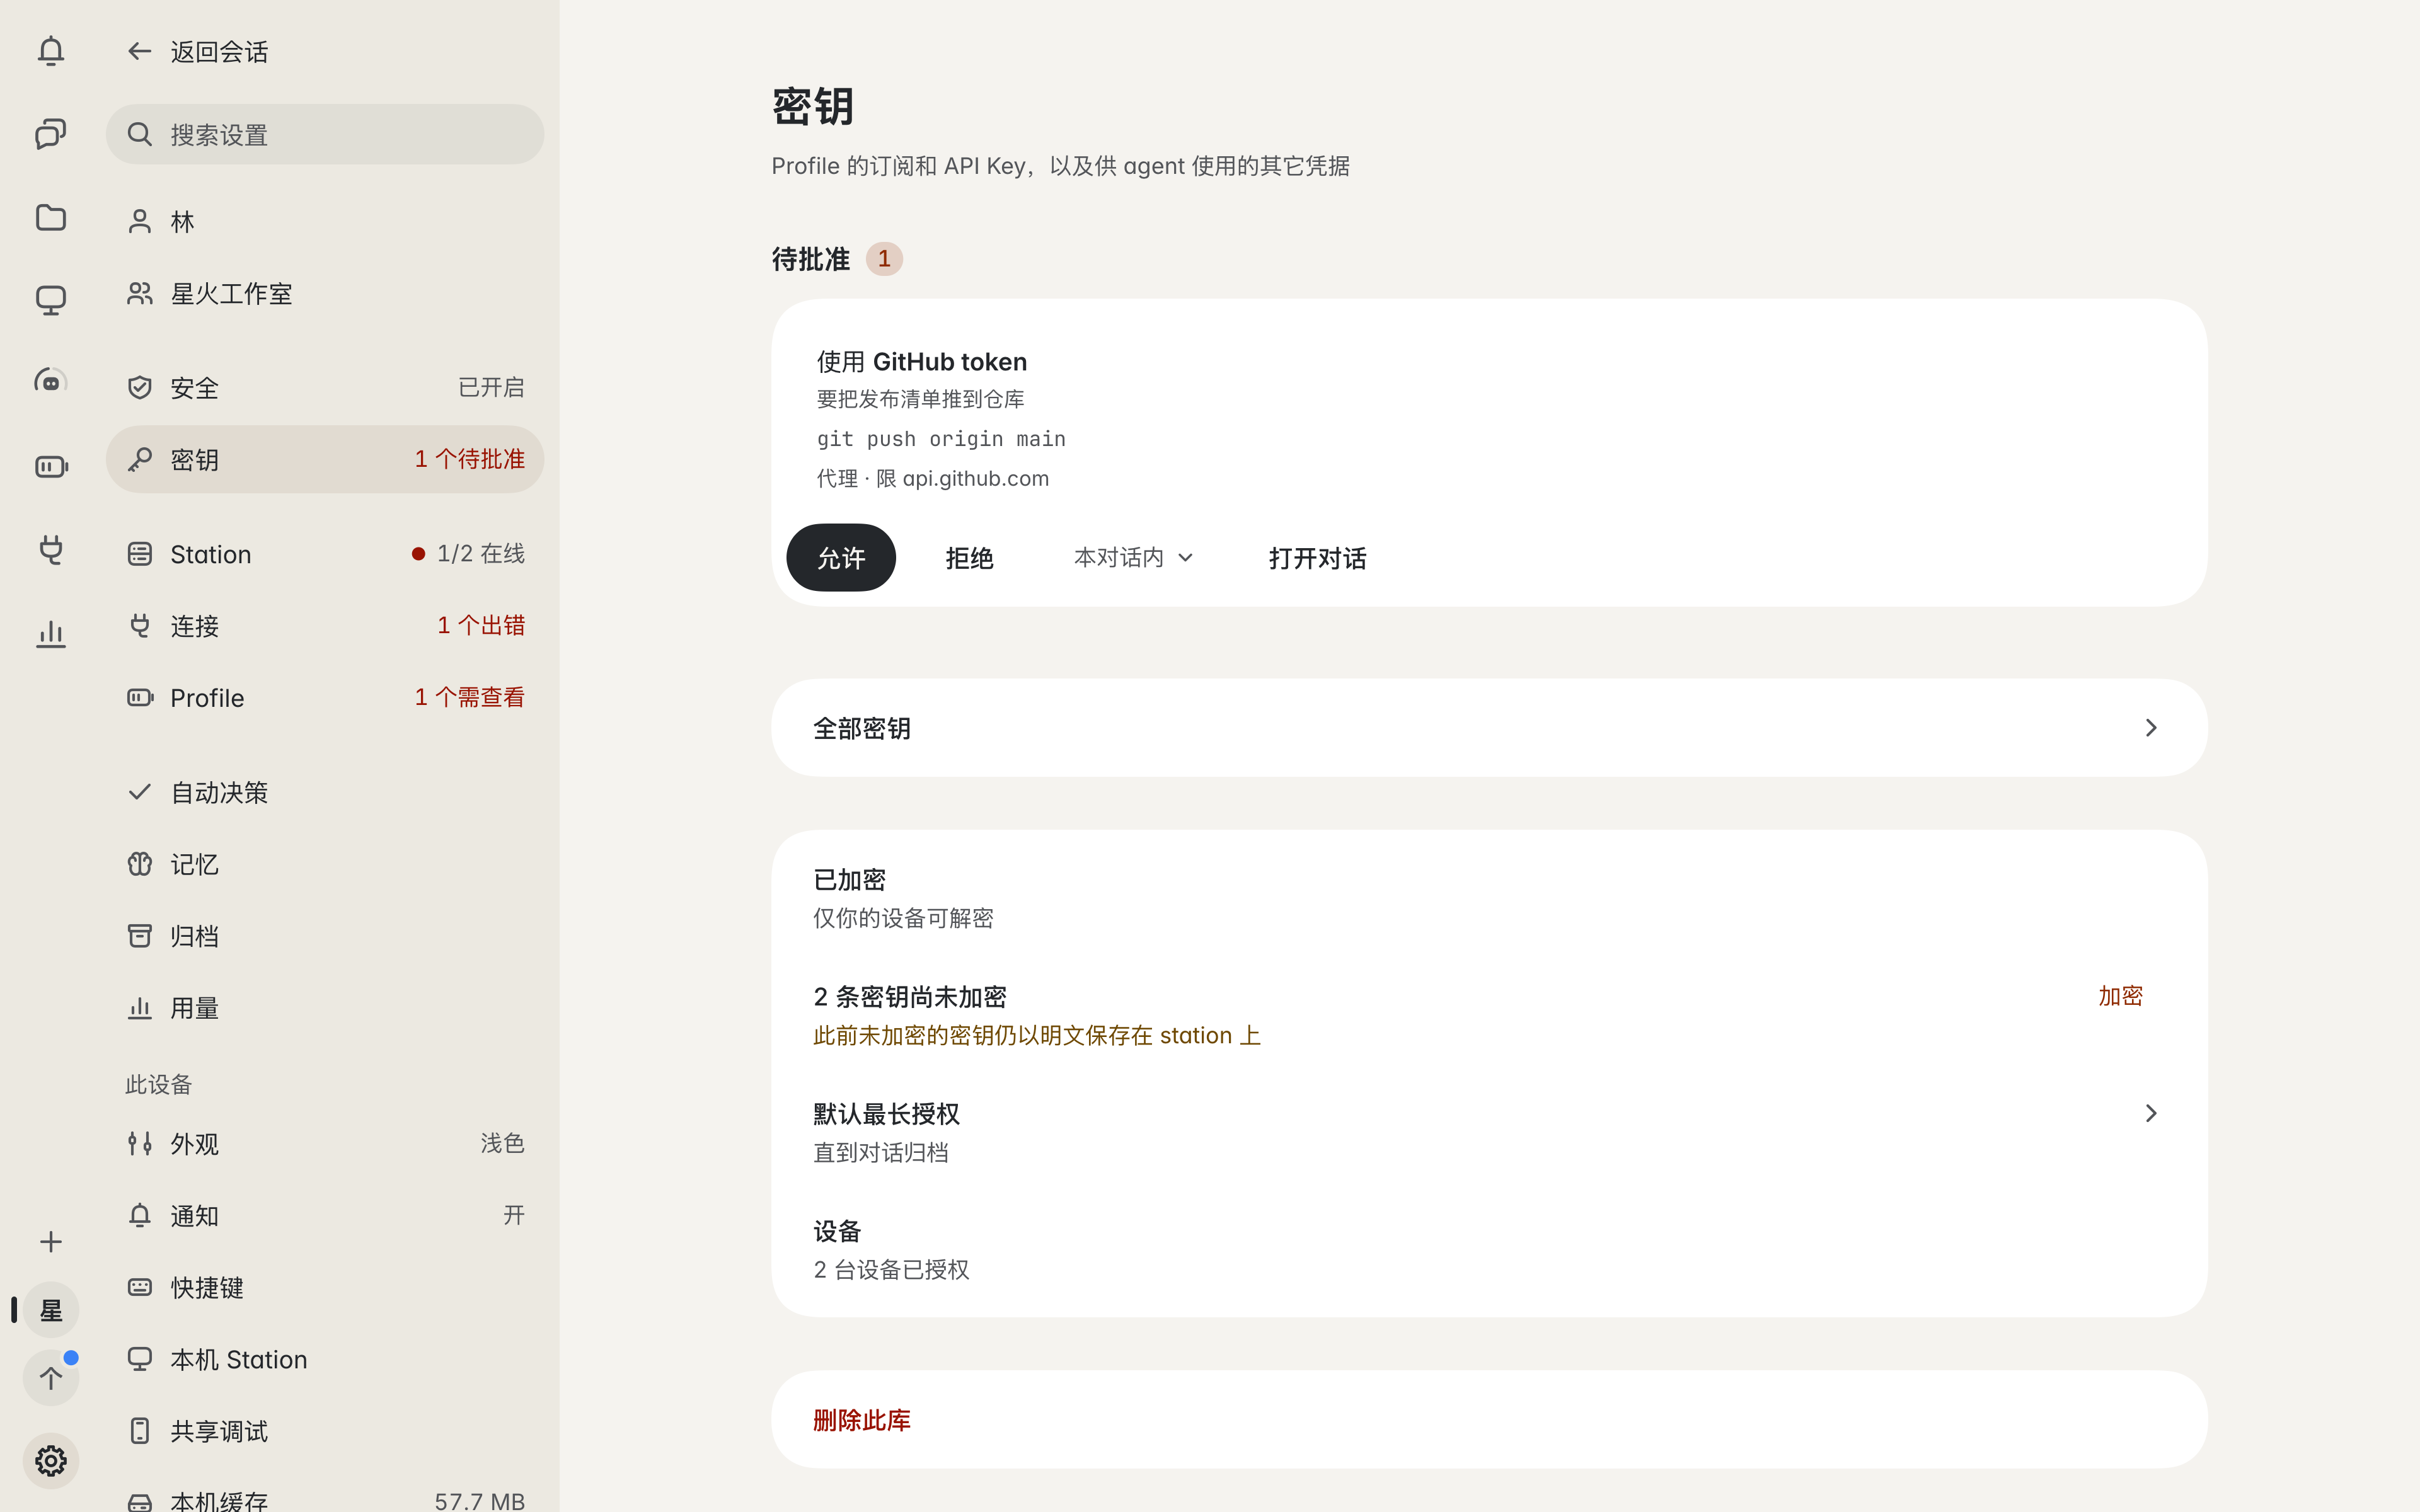 返回会话
搜索设置
林
星火工作室
安全 已开启
密钥 1 个待批准
Station 1/2 在线
连接 1 个出错
Profile 1 个需查看
自动决策
记忆
归档
用量
此设备
外观 浅色
通知 开
快捷键
本机 Station
共享调试
本机缓存 57.7 MB
星
个
密钥
Profile 的订阅和 API Key，以及供 agent 使用的其它凭据
待批准 1
使用 GitHub token
要把发布清单推到仓库
git push origin main
代理 · 限 api.github.com
允许 拒绝 本对话内 打开对话
全部密钥
已加密
仅你的设备可解密
2 条密钥尚未加密 加密
此前未加密的密钥仍以明文保存在 station 上
默认最长授权
直到对话归档
设备
2 台设备已授权
删除此库